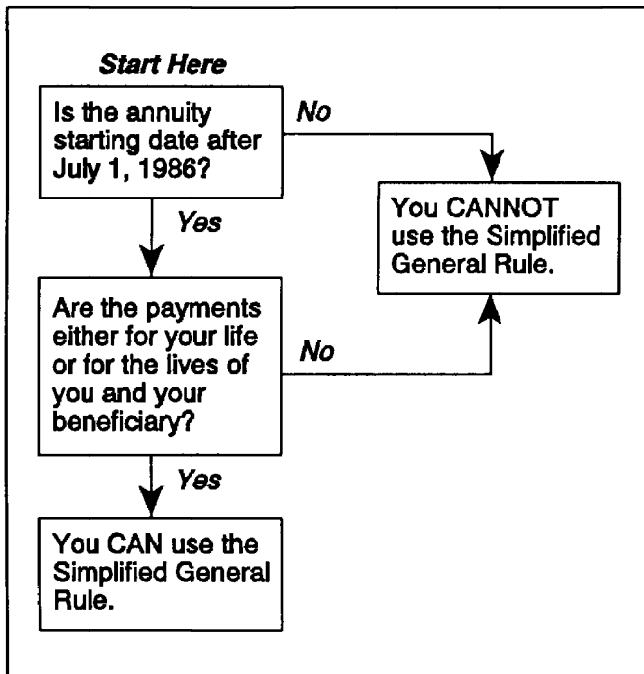 Start Here
Is the annuity
starting date after
July 1, 1986?
No
Yes
You CANNOT
use the Simplified
General Rule.
Are the payments
either for your life
or for the lives of
you and your
beneficiary?
No
Yes
You CAN use the
Simplified General
Rule.